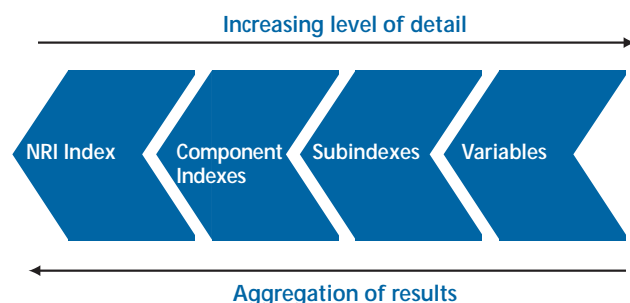 Increasing level of detail
NRI Index
Component
Indexes
Subindexes
Variables
Aggregation of results